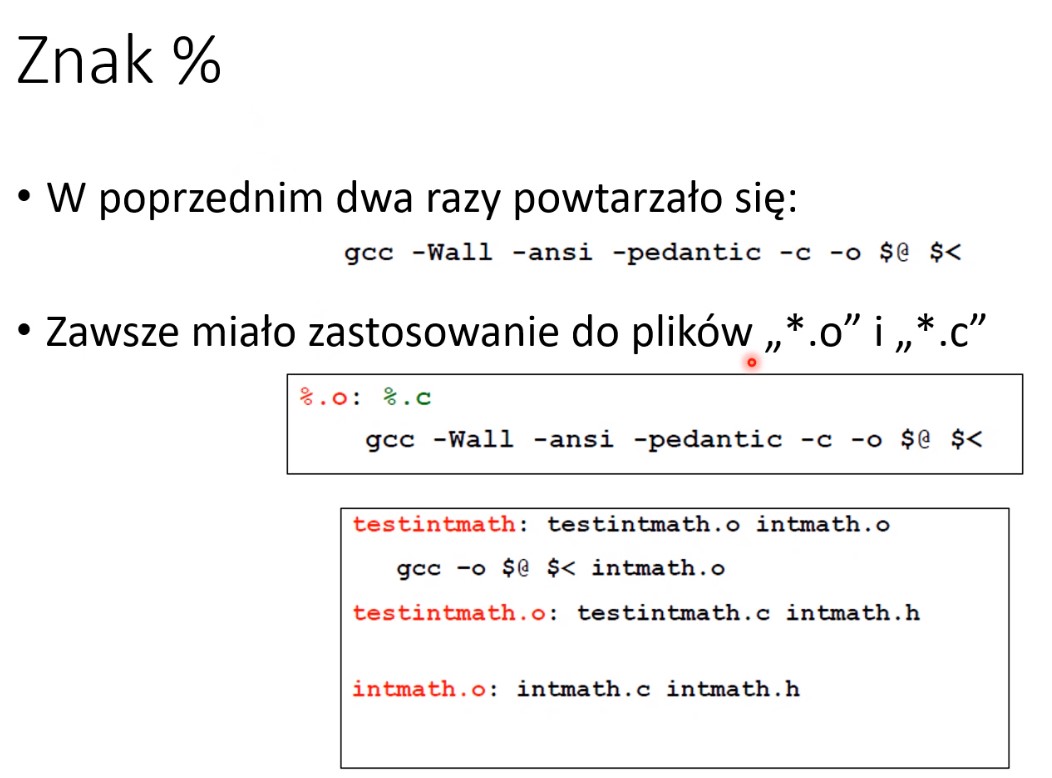 Znak %
• W poprzednim dwa razy powtarzało się:
gcc -Wall -ansi -pedantic -c -o $@ $<
• Zawsze miało zastosowanie do plików „*.o” i „*.c”
%.o: %.c
gcc -Wall -ansi -pedantic -c -o $@ $<
testintmath: testintmath.o intmath.o
gcc –o $@ $< intmath.o
testintmath.o: testintmath.c intmath.h
intmath.o: intmath.c intmath.h